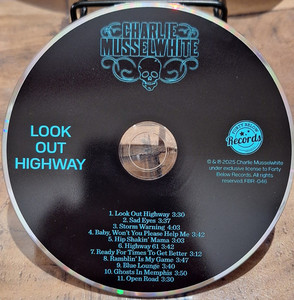 CHARLIE
MUSSELWHITE
LOOK
OUT
HIGHWAY
FORTY BELOW
Records
© & ℗ 2025 Charlie Musselwhite
under exclusive license to Forty
Below Records. All rights
reserved. FBR-049
1. Look Out Highway 3:30
2. Sad Eyes 3:37
3. Storm Warning 4:03
4. Baby, Won't You Please Help Me 3:42
5. Hip Shakin' Mama 3:03
6. Highway 61 3:42
7. Ready For Times To Get Better 3:12
8. Ramblin' Is My Game 3:47
9. Blue Lounge 3:40
10. Ghosts In Memphis 3:50
11. Open Road 3:30